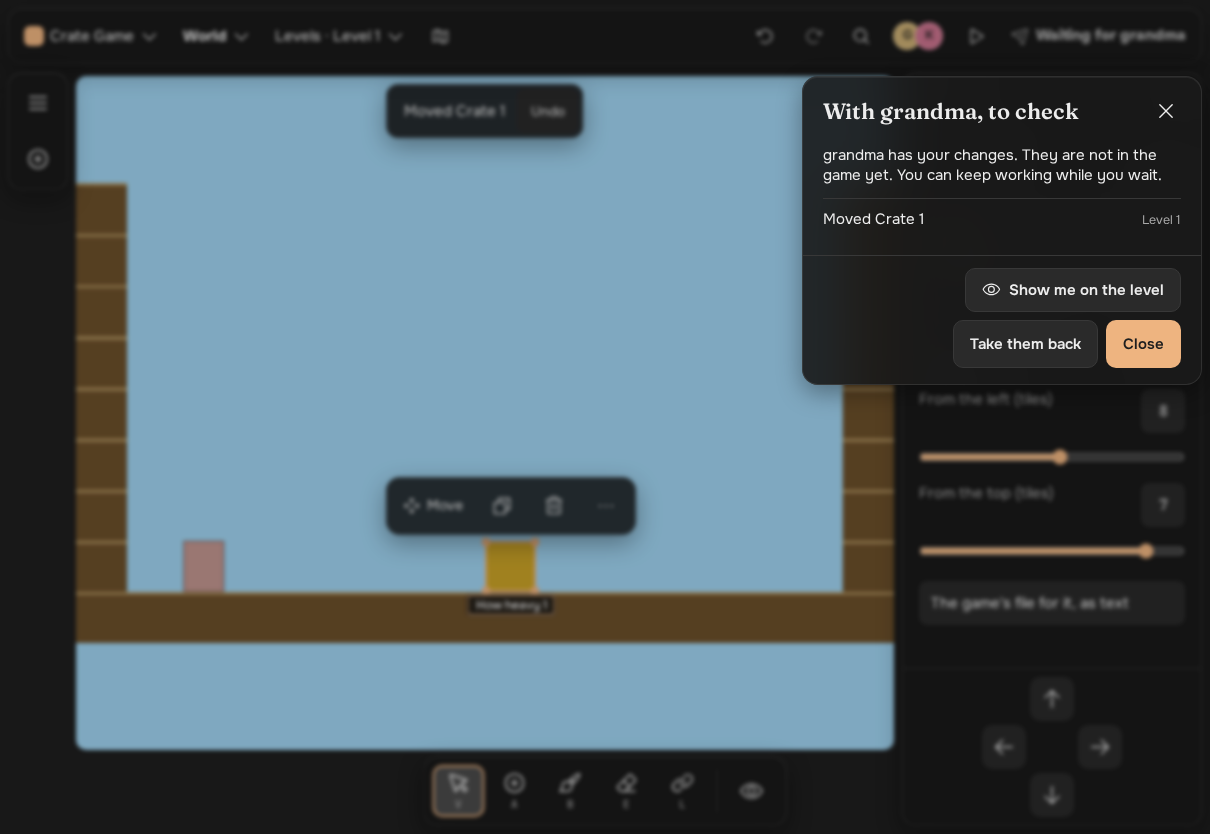 Crate Game
World
Levels · Level 1
Waiting for grandma
Moved Crate 1
Undo
With grandma, to check
grandma has your changes. They are not in the
game yet. You can keep working while you wait.
Moved Crate 1
Level 1
Show me on the level
Take them back
Close
From the left (tiles)
8
From the top (tiles)
7
The game's file for it, as text
Move
How heavy 1
B
E
L